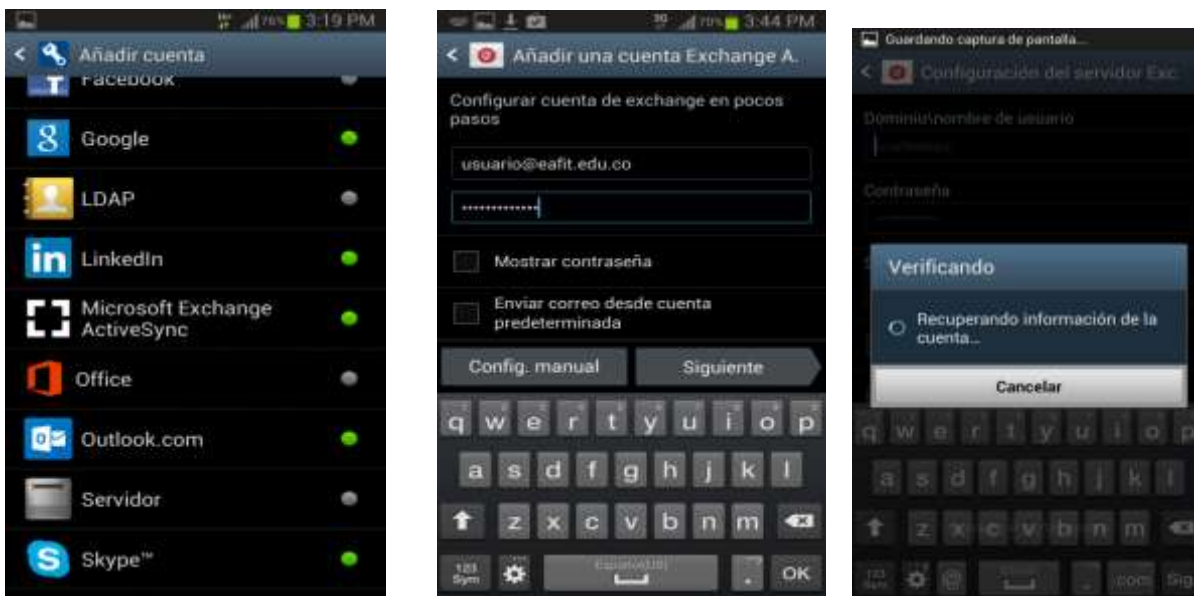 3:19 PM
Añadir cuenta
Facebook
Google
LDAP
LinkedIn
Microsoft Exchange
ActiveSync
Office
Outlook.com
Servidor
Skype™
3:44 PM
Añadir una cuenta Exchange A.
Configurar cuenta de exchange en pocos
pasos
usuario@eafit.edu.co
Mostrar contraseña
Enviar correo desde cuenta
predeterminada
Config. manual
Siguiente
q w e r t y u i o p
a s d f g h j k l
z x c v b n m
123
Sym
.
OK
Guardando captura de pantalla...
Configuración del servidor Exc
Dominio\nombre de usuario
Contraseña
Verificando
Recuperando información de la
cuenta...
Cancelar
q w e r t y u i o p
a s d f g h j k l
z x c v b n m
123
Sym
@
.
.com
Sig.